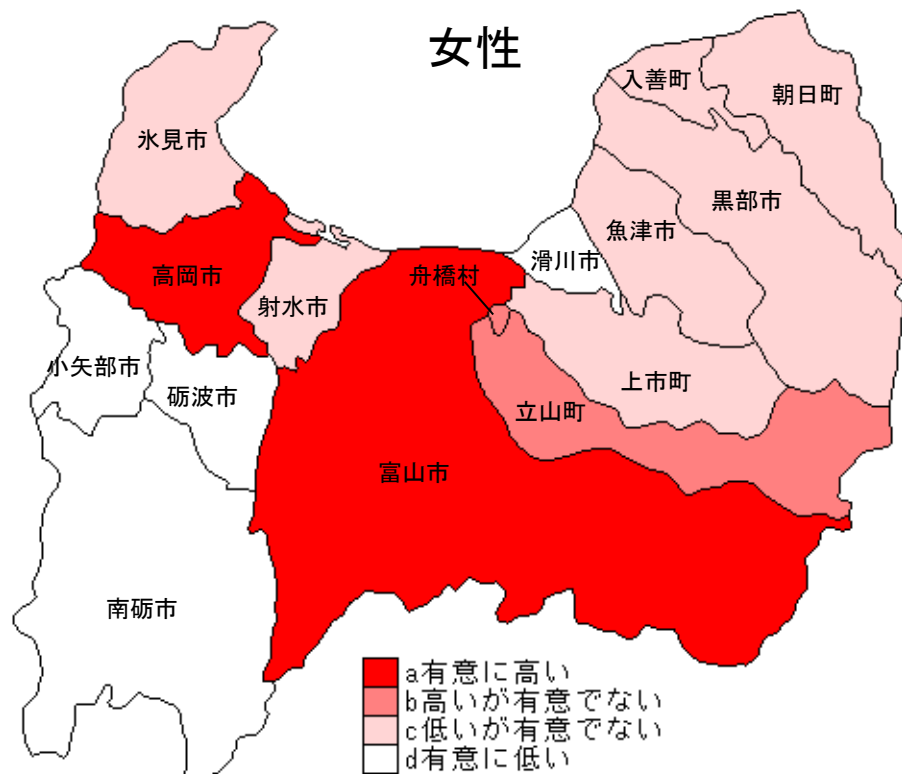 女性
入善町
朝日町
氷見市
黒部市
魚津市
滑川市
高岡市
舟橋村
射水市
小矢部市
砺波市
上市町
立山町
富山市
南砺市
a有意に高い
b高いが有意でない
c低いが有意でない
d有意に低い